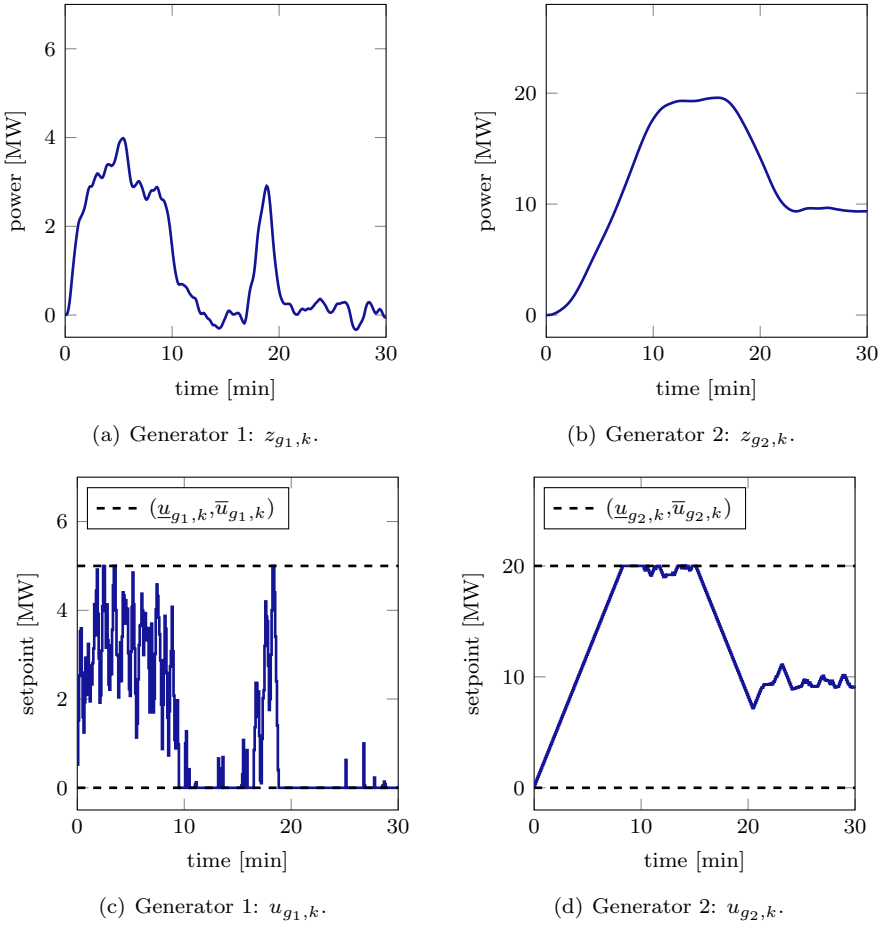 6
4
2
0
power [MW]
0 10 20 30
time [min]
(a) Generator 1: z_{g_1,k}.
20
10
0
power [MW]
0 10 20 30
time [min]
(b) Generator 2: z_{g_2,k}.
(u̲_{g_1,k},u̅_{g_1,k})
6
4
2
0
setpoint [MW]
0 10 20 30
time [min]
(c) Generator 1: u_{g_1,k}.
(u̲_{g_2,k},u̅_{g_2,k})
20
10
0
setpoint [MW]
0 10 20 30
time [min]
(d) Generator 2: u_{g_2,k}.